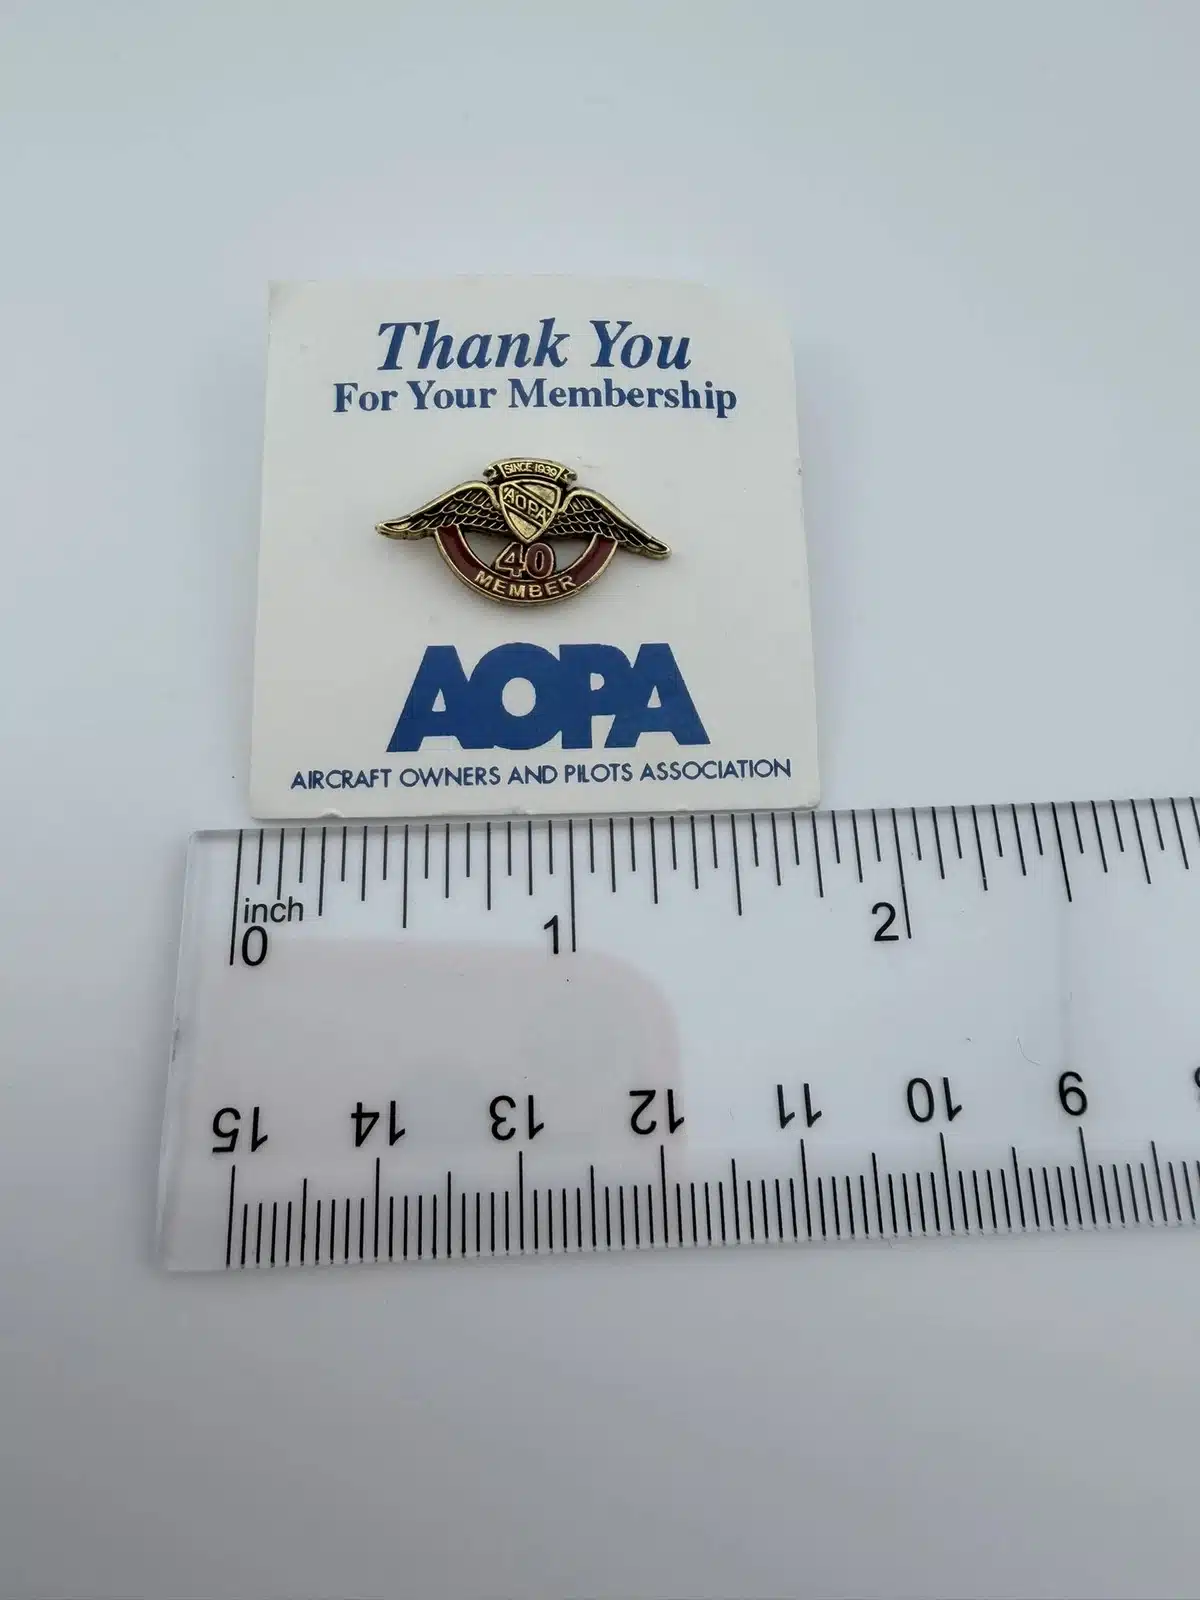 Thank You
For Your Membership
SINCE 1939
AOPA
40
MEMBER
AOPA
AIRCRAFT OWNERS AND PILOTS ASSOCIATION
inch
0 1 2
15 14 13 12 11 10 9